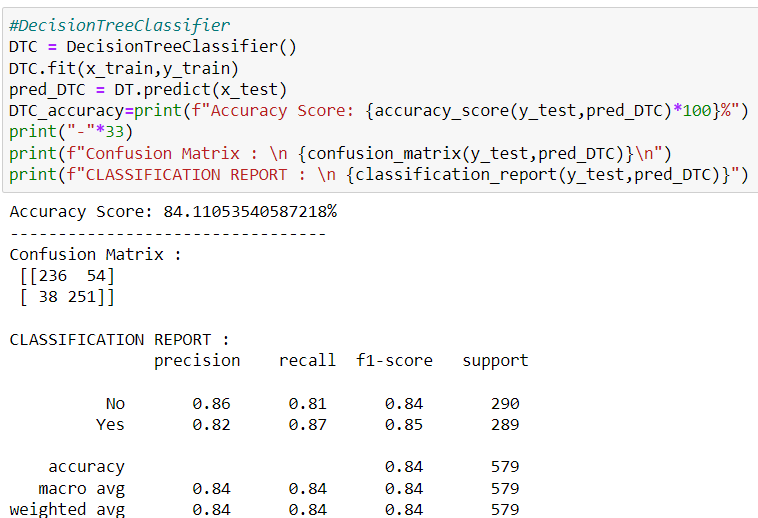 #DecisionTreeClassifier
DTC = DecisionTreeClassifier()
DTC.fit(x_train,y_train)
pred_DTC = DT.predict(x_test)
DTC_accuracy=print(f"Accuracy Score: {accuracy_score(y_test,pred_DTC)*100}%")
print("-"*33)
print(f"Confusion Matrix : \n {confusion_matrix(y_test,pred_DTC)}\n")
print(f"CLASSIFICATION REPORT : \n {classification_report(y_test,pred_DTC)}")
Accuracy Score: 84.11053540587218%
---------------------------------
Confusion Matrix :
[[236  54]
[ 38 251]]
CLASSIFICATION REPORT :
precision    recall  f1-score   support
No       0.86      0.81      0.84       290
Yes       0.82      0.87      0.85       289
accuracy                           0.84       579
macro avg       0.84      0.84      0.84       579
weighted avg       0.84      0.84      0.84       579